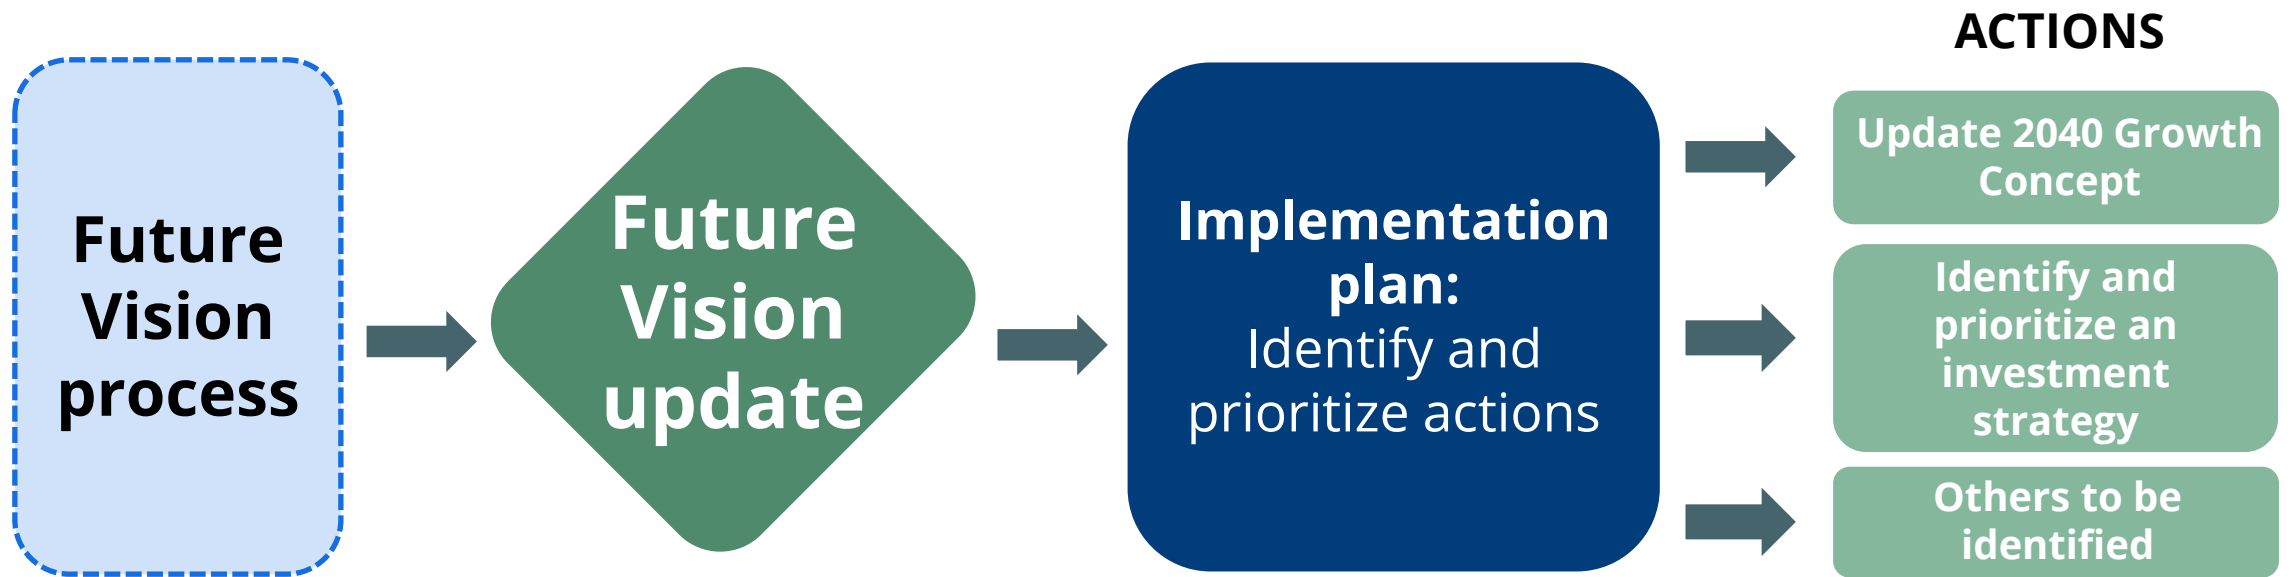 Future
Vision
process
Future
Vision
update
Implementation
plan:
Identify and
prioritize actions
ACTIONS
Update 2040 Growth
Concept
Identify and
prioritize an
investment
strategy
Others to be
identified